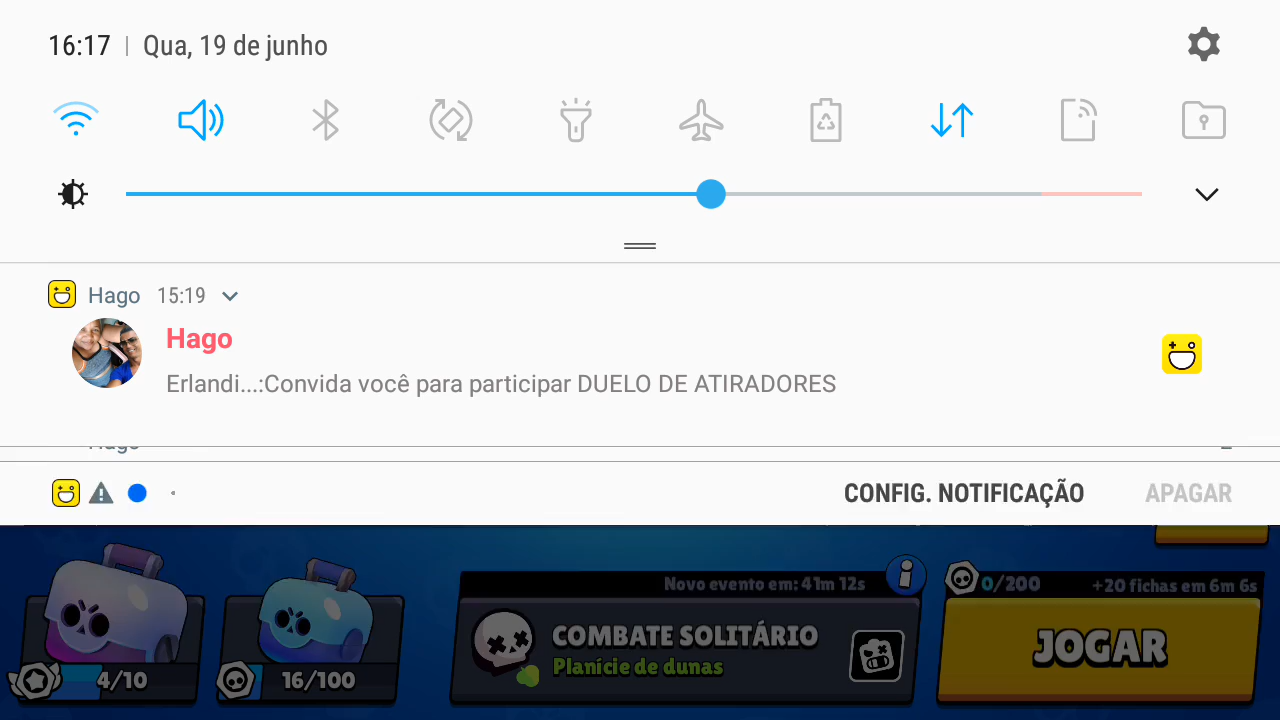 16:17 | Qua, 19 de junho
Hago 15:19
Hago
Erlandi...:Convida você para participar DUELO DE ATIRADORES
Hago
CONFIG. NOTIFICAÇÃO APAGAR
Novo evento em: 41m 12s
0/200 +20 fichas em 6m 6s
COMBATE SOLITÁRIO
Planície de dunas
JOGAR
4/10
16/100